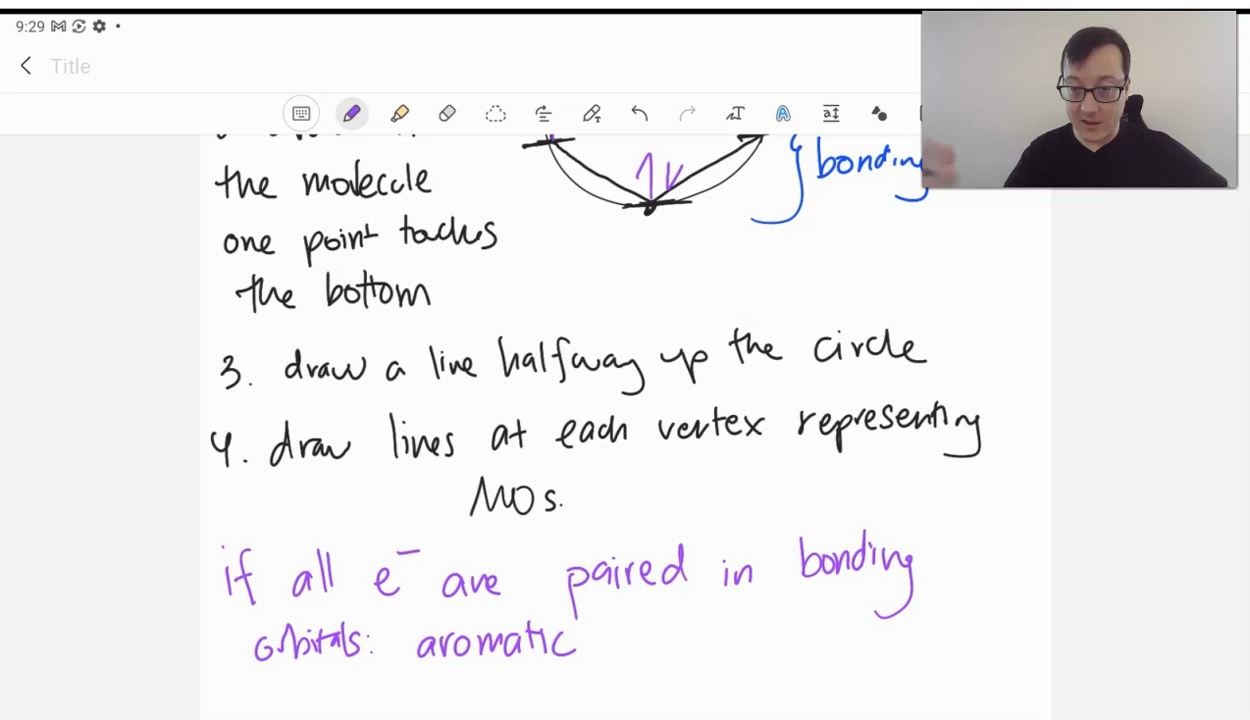 9:29
Title
the molecule
bonding
one point
the bottom
3. draw a line halfway up the circle
4. draw lines at each vertex representing
MOs.
if all e⁻ are paired in bonding
orbitals: aromatic